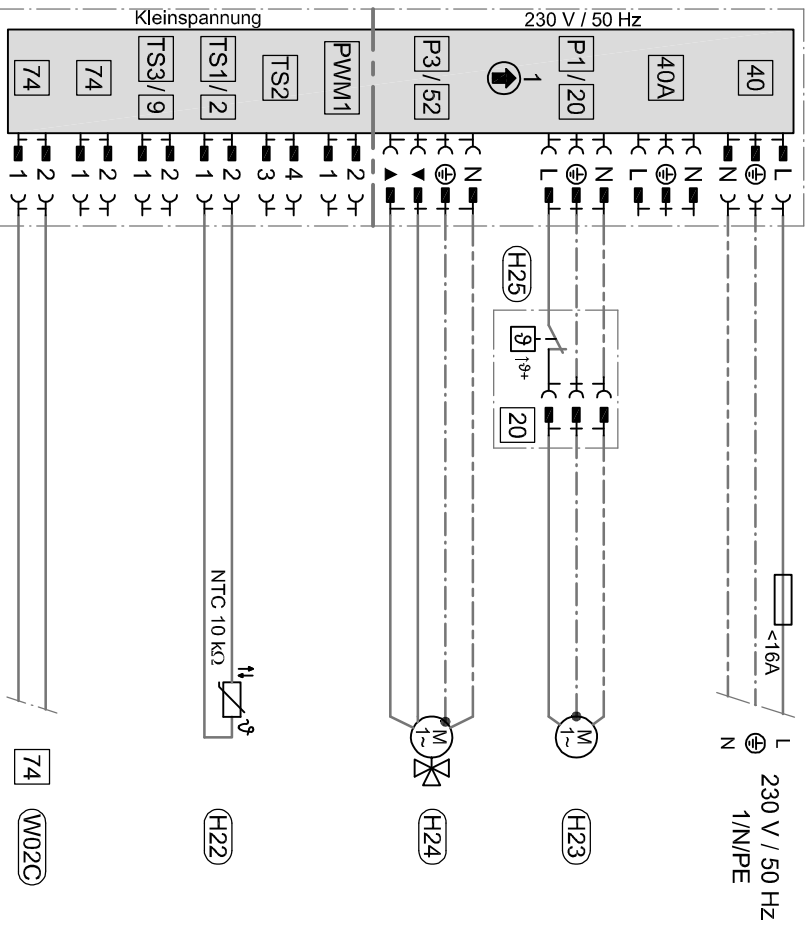 Kleinspannung
230 V / 50 Hz
74
74
TS3 / 9
TS1 / 2
TS2
PWM1
P3 / 52
1
P1 / 20
40A
40
1 2
1 2
1 2
1 2
3 4
1 2
▲ ▼ N
L N
L N
N L
H25
ϑ
↑ϑ+
20
<16A
NTC 10 kΩ
ϑ
M
1~
M
1~
L
N
230 V / 50 Hz
1/N/PE
74
W02C
H22
H24
H23